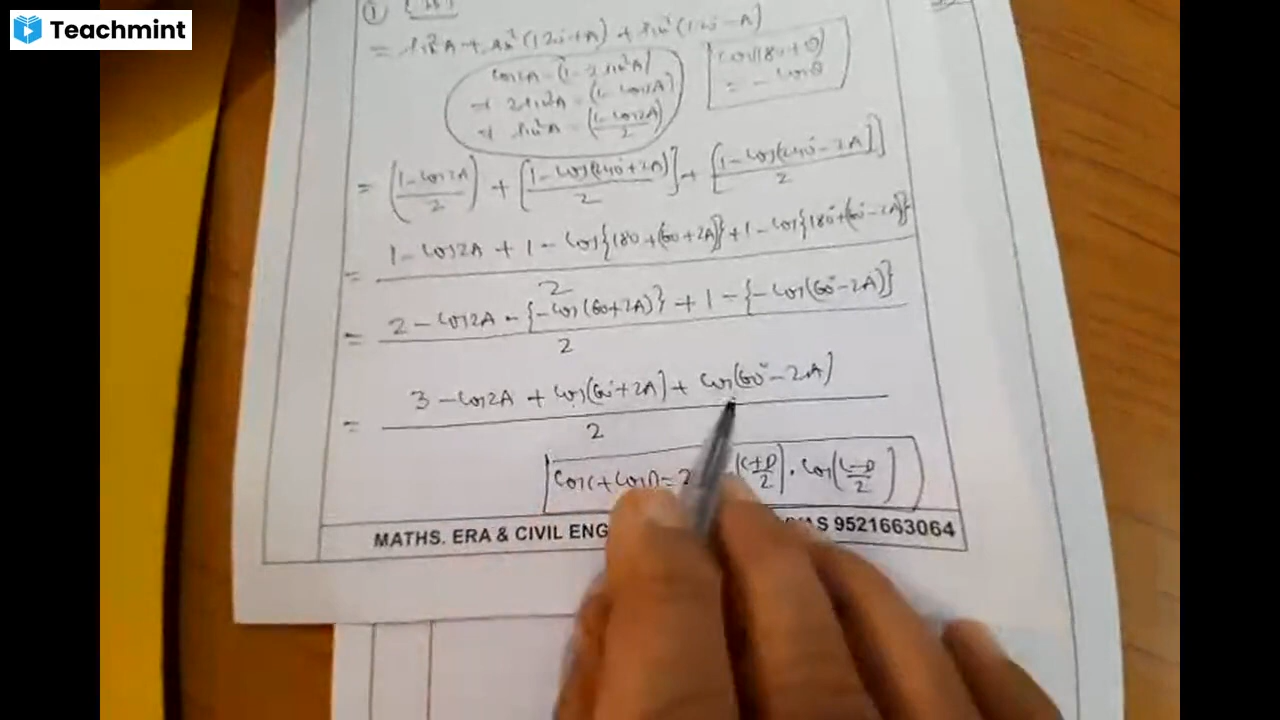 Teachmint
①
= sin²A + sin²(120+A) + sin²(120-A)
cos2A = (1-2sin²A)
⇒ 2sin²A = (1-cos2A)
⇒ sin²A = (1-cos2A)/2
cos(180+θ)
= -cosθ
= (1-cos2A)/2 + [1-cos(240°+2A)]/2 + [1-cos(240°-2A)]/2
= 1-cos2A + 1-cos{180+(60+2A)} + 1-cos{180°+(60°-2A)} / 2
= 2-cos2A - {-cos(60+2A)} + 1-{-cos(60°-2A)} / 2
= 3-cos2A + cos(60°+2A) + cos(60°-2A) / 2
cosC+cosD=2 (C+D)/2 . cos(C-D)/2
MATHS. ERA & CIVIL ENG 9521663064